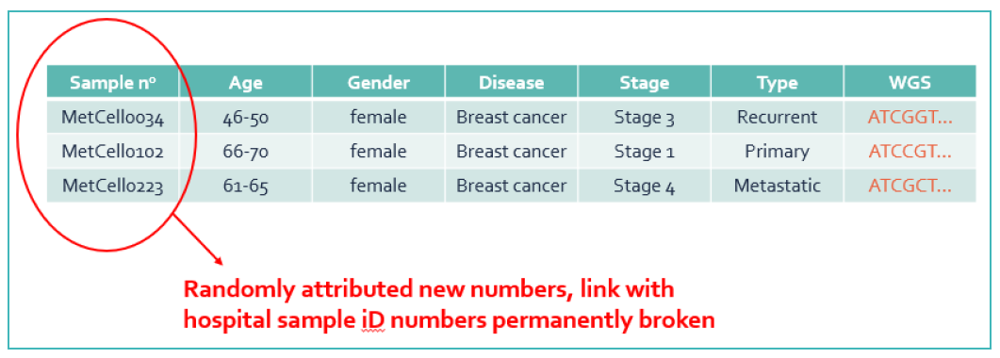 Sample nº Age Gender Disease Stage Type WGS
MetCell0034 46-50 female Breast cancer Stage 3 Recurrent ATCGGT...
MetCell0102 66-70 female Breast cancer Stage 1 Primary ATCCGT...
MetCell0223 61-65 female Breast cancer Stage 4 Metastatic ATCGCT...
Randomly attributed new numbers, link with
hospital sample iD numbers permanently broken